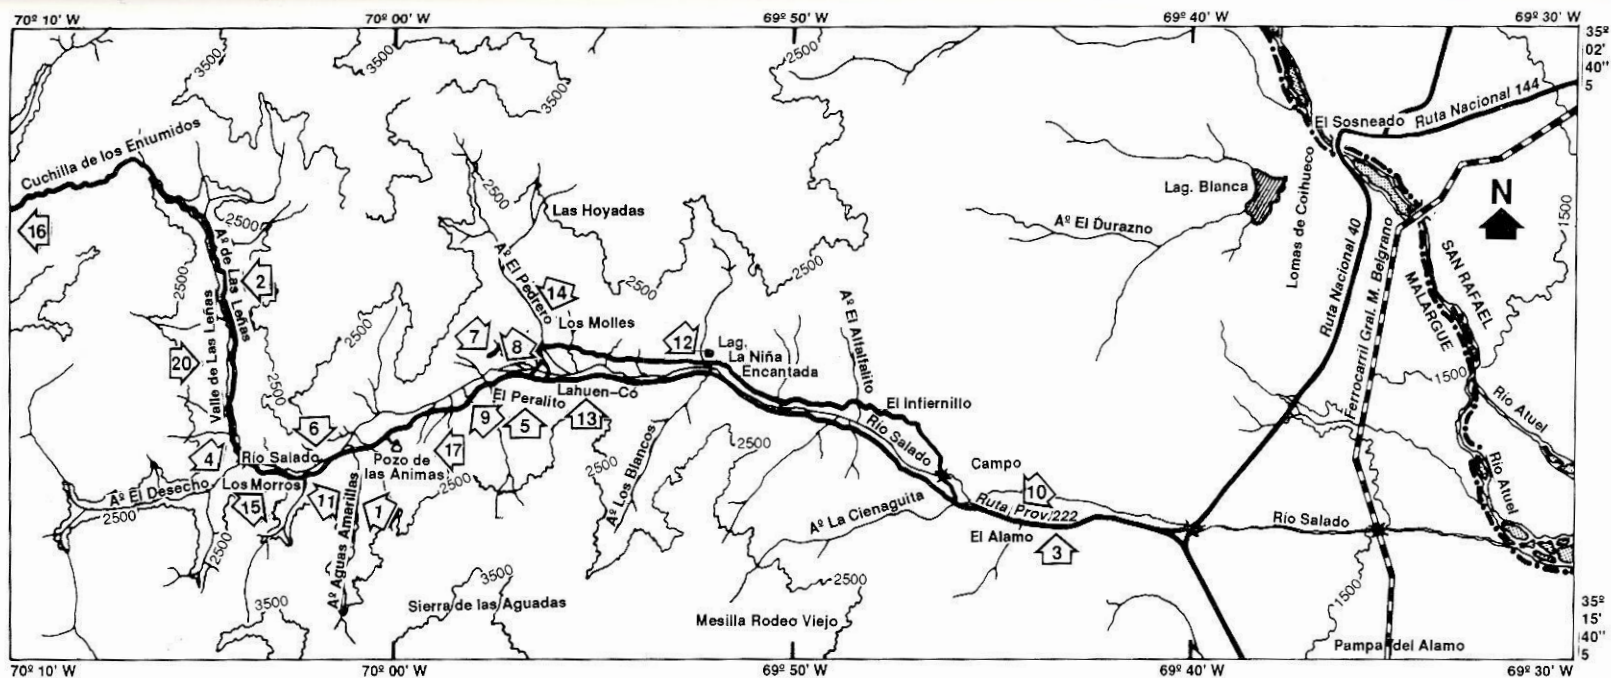 70º 10' W
70º 00' W
69º 50' W
69º 40' W
69º 30' W
35º
02'
40"
S
3500
3500
3500
2500
Cuchilla de los Entumidos
El Sosneado
Ruta Nacional 144
Lag. Blanca
Lomas de Coihueco
N
1500
16
2500
Aº de Las Leñas
2
2500
2500
Las Hoyadas
Aº El Pedrero
Aº El Durazno
2500
2500
14
Los Molles
7
8
12
Lag.
La Niña
Encantada
Aº El Alfalfalito
Ruta Nacional 40
Ferrocarril Gral. M. Belgrano
SAN RAFAEL
MALARGUE
20
Valle de Las Leñas
2500
2500
Lahuen-Có
El Peralito
9
5
13
El Infiernillo
Río Salado
1500
Río Atuel
6
4
Río Salado
Pozo de
las Animas
17
2500
2500
2500
Aº Los Blancos
Campo
10
Río Atuel
Aº El Desecho
Los Morros
15
11
1
2500
2500
Aº Aguas Amarillas
Aº La Cienaguita
Ruta Prov. 222
El Alamo
3
Río Salado
3500
3500
Sierra de las Aguadas
2500
Mesilla Rodeo Viejo
1500
Pampa del Alamo
35º
15'
40"
S
70º 10' W
70º 00' W
69º 50' W
69º 40' W
69º 30' W